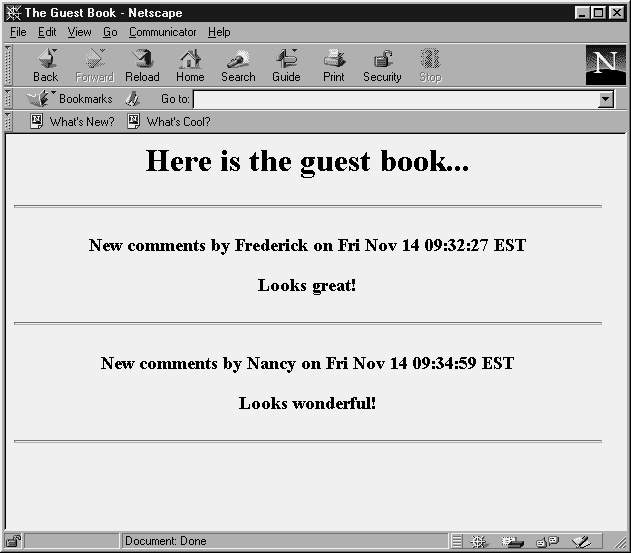 The Guest Book - Netscape
File Edit View Go Communicator Help
Back Forward Reload Home Search Guide Print Security Stop
N
Bookmarks Go to:
What's New? What's Cool?
Here is the guest book...
New comments by Frederick on Fri Nov 14 09:32:27 EST
Looks great!
New comments by Nancy on Fri Nov 14 09:34:59 EST
Looks wonderful!
Document: Done